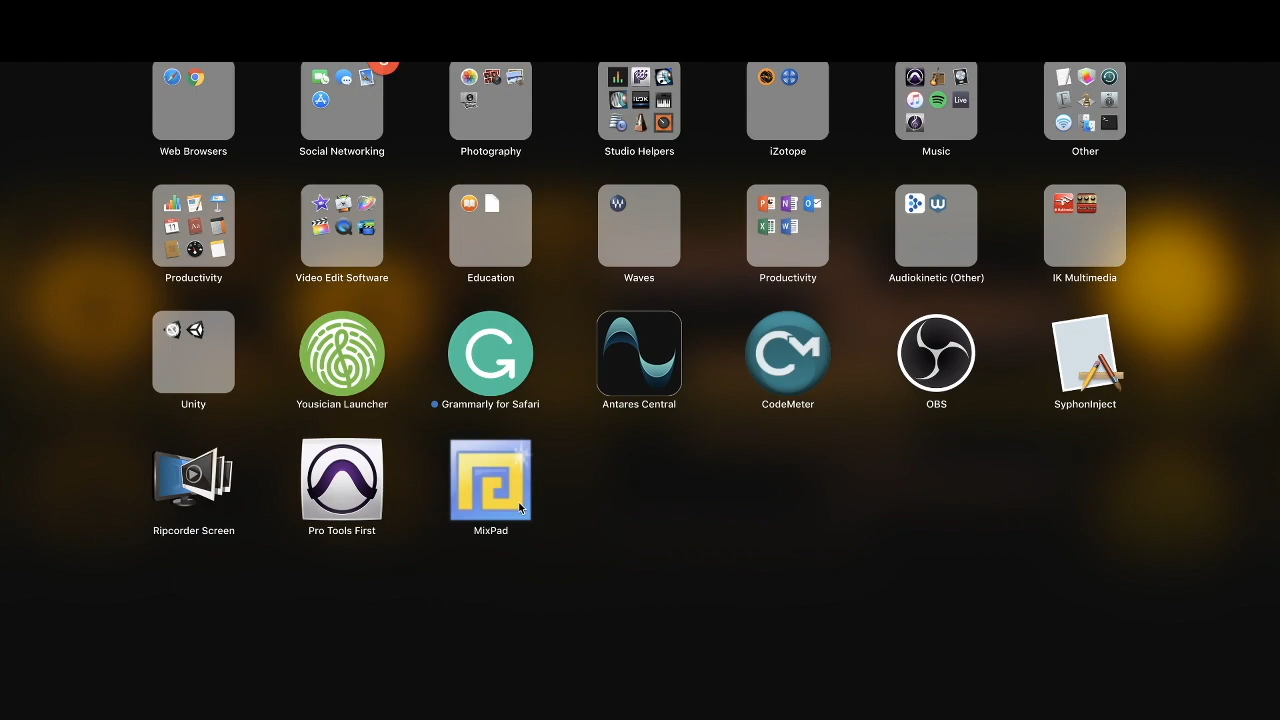 Web Browsers
Social Networking
Photography
Studio Helpers
iZotope
Music
Other
Productivity
Video Edit Software
Education
Waves
Productivity
Audiokinetic (Other)
IK Multimedia
Unity
Yousician Launcher
Grammarly for Safari
Antares Central
CodeMeter
OBS
SyphonInject
Ripcorder Screen
Pro Tools First
MixPad